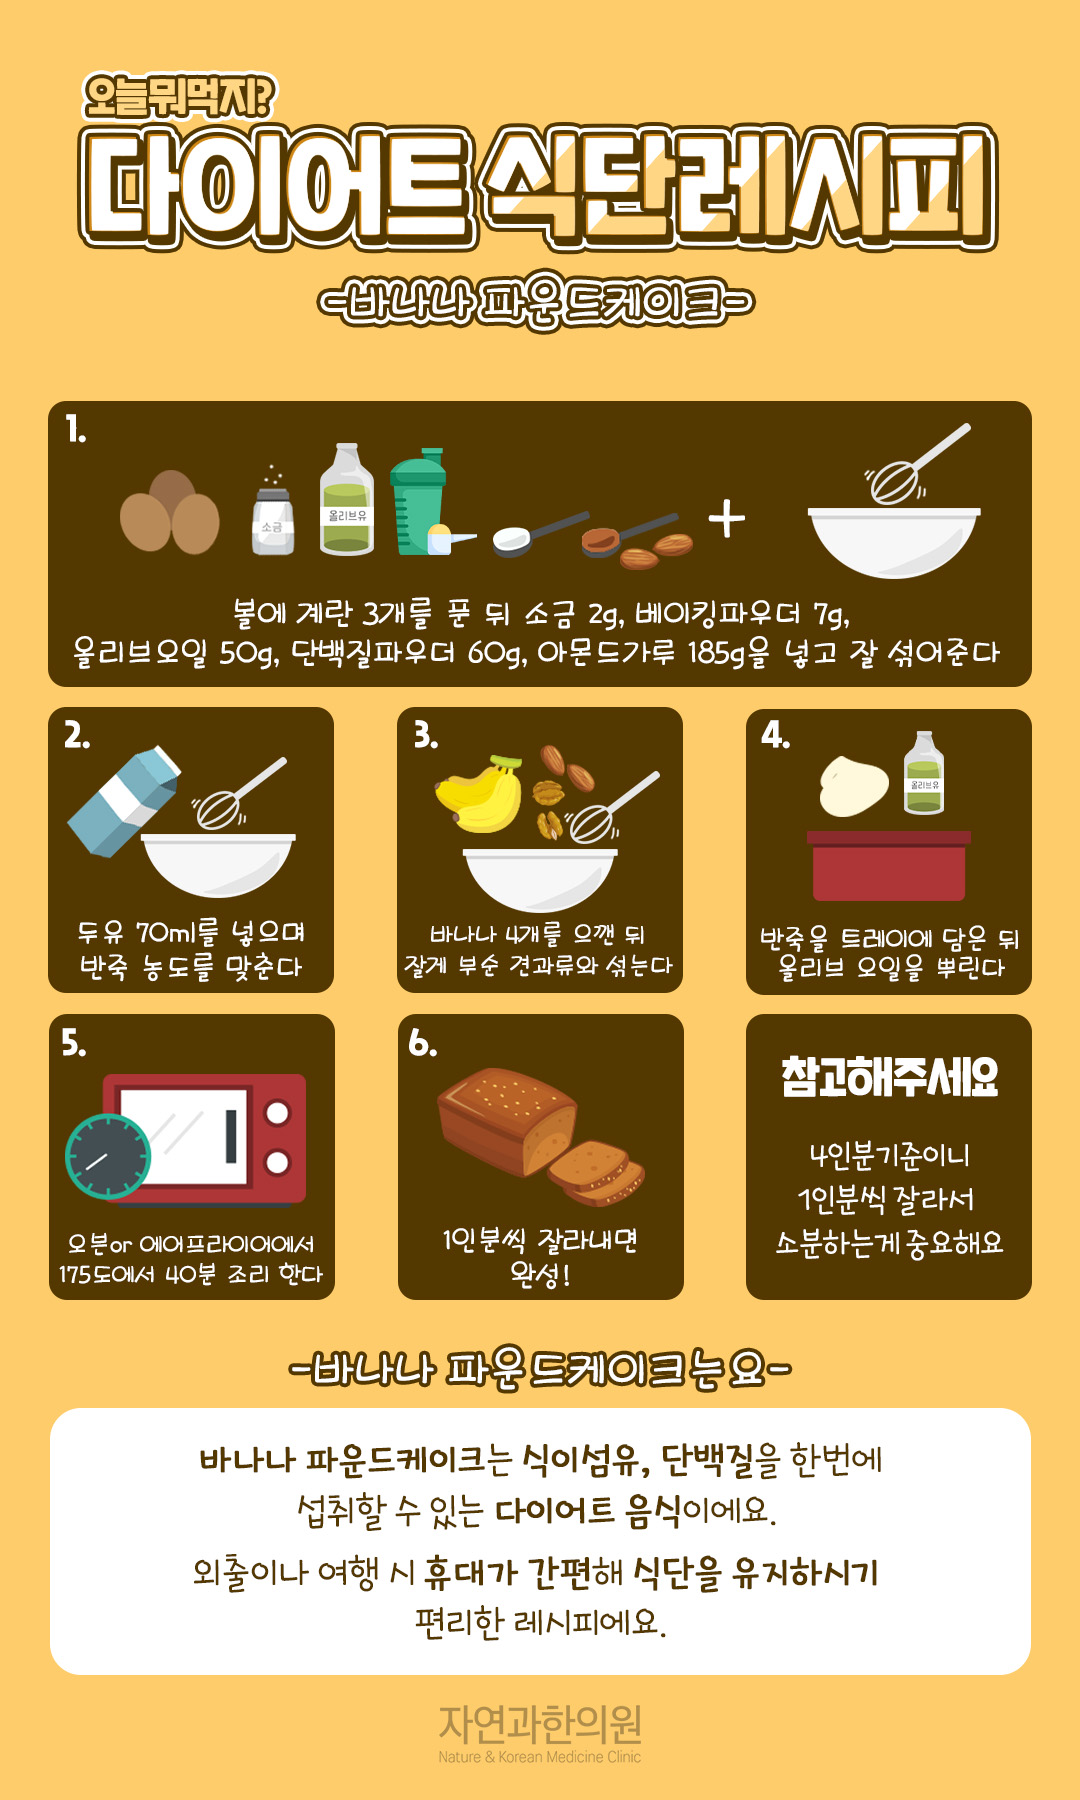 오늘뭐먹지?
다이어트 식단레시피
-바나나 파운드케이크-
1.
소금
올리브유
+
볼에 계란 3개를 푼 뒤 소금 2g, 베이킹파우더 7g,
올리브오일 50g, 단백질파우더 60g, 아몬드가루 185g을 넣고 잘 섞어준다
2.
두유 70ml를 넣으며
반죽 농도를 맞춘다
3.
바나나 4개를 으깬 뒤
잘게 부순 견과류와 섞는다
4.
올리브유
반죽을 트레이에 담은 뒤
올리브 오일을 뿌린다
5.
오븐or 에어프라이어에서
175도에서 40분 조리 한다
6.
1인분씩 잘라내면
완성!
참고해주세요
4인분기준이니
1인분씩 잘라서
소분하는게 중요해요
-바나나 파운드케이크는요-
바나나 파운드케이크는 식이섬유, 단백질을 한번에
섭취할 수 있는 다이어트 음식이에요.
외출이나 여행 시 휴대가 간편해 식단을 유지하시기
편리한 레시피에요.
자연과한의원
Nature & Korean Medicine Clinic